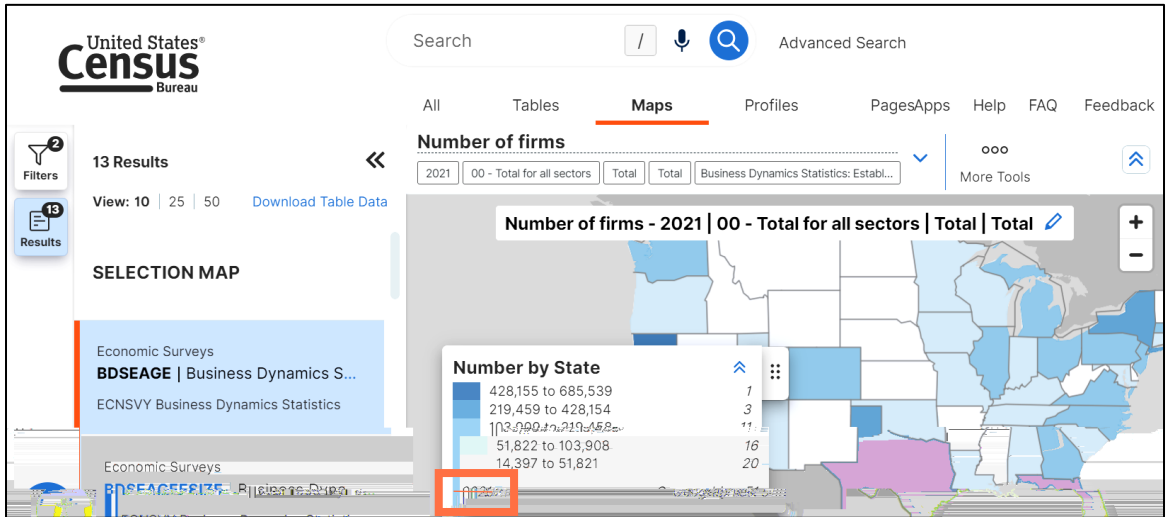 United States®
Census
Bureau
Search
/
Advanced Search
All Tables Maps Profiles PagesApps Help FAQ Feedback
2
Filters
13
Results
13 Results
View: 10 | 25 | 50 Download Table Data
SELECTION MAP
Economic Surveys
BDSEAGE | Business Dynamics S...
ECNSVY Business Dynamics Statistics
Economic Surveys
Number of firms
2021 00 - Total for all sectors Total Total Business Dynamics Statistics: Establ...
More Tools
Number of firms - 2021 | 00 - Total for all sectors | Total | Total
+
−
Number by State
428,155 to 685,539 1
219,459 to 428,154 3
51,822 to 103,908 16
14,397 to 51,821 20